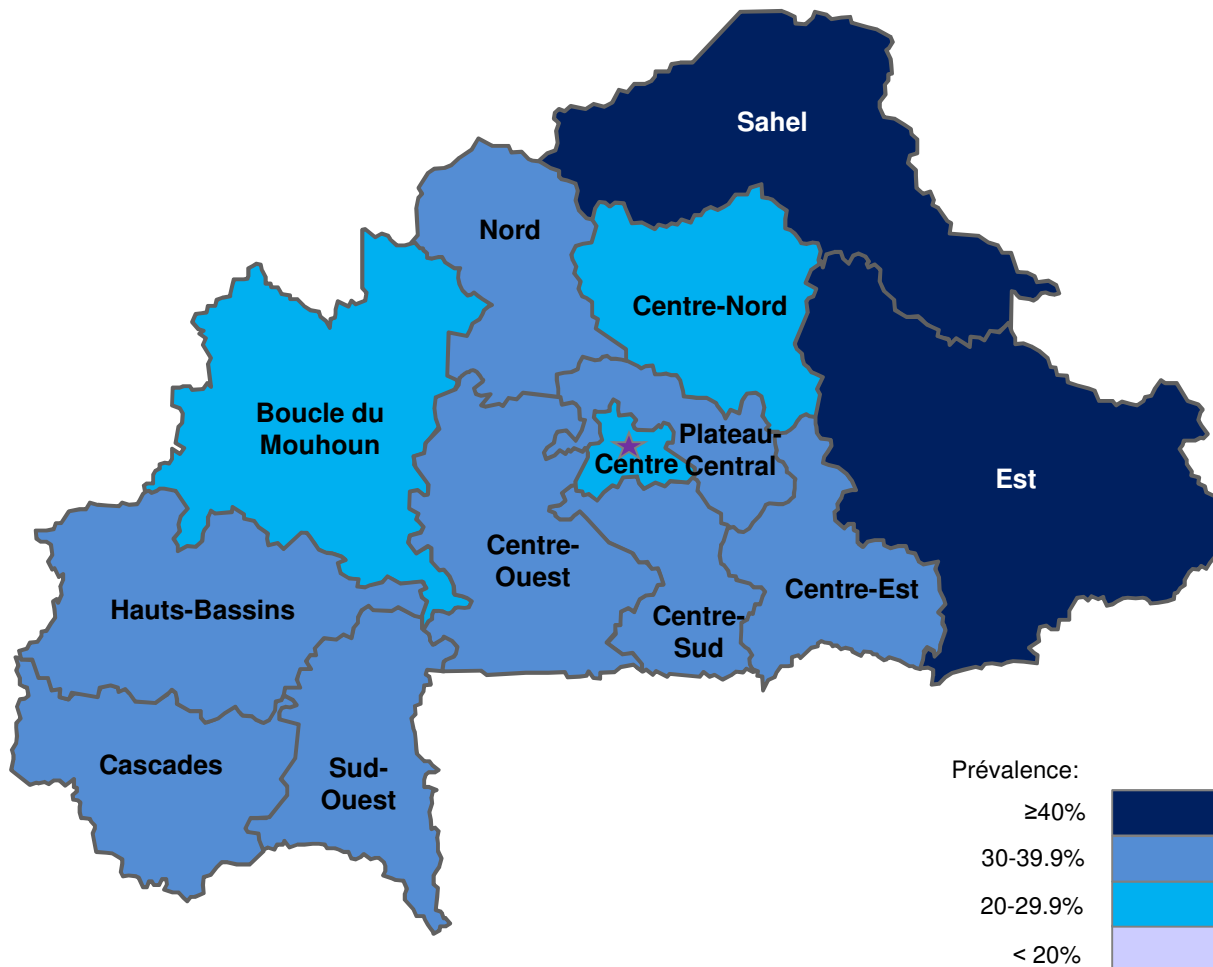 Sahel
Nord
Centre-Nord
Boucle du
Mouhoun
Plateau-
Central
Centre
Est
Centre-
Ouest
Centre-Est
Hauts-Bassins
Centre-
Sud
Cascades
Sud-
Ouest
Prévalence:
≥40%
30-39.9%
20-29.9%
< 20%